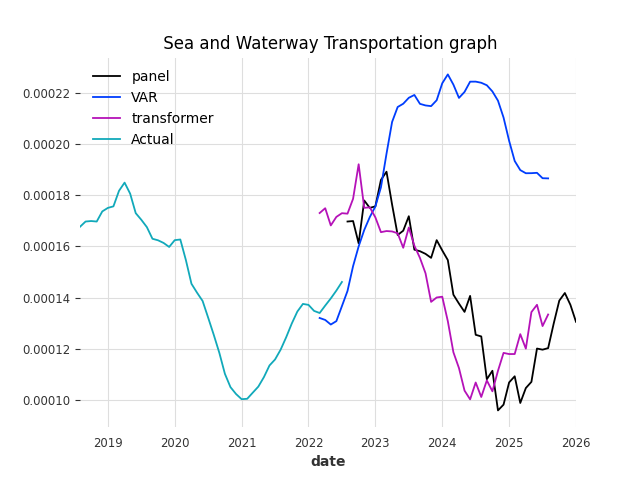 Sea and Waterway Transportation graph
panel
VAR
transformer
Actual
0.00022
0.00020
0.00018
0.00016
0.00014
0.00012
0.00010
2019 2020 2021 2022 2023 2024 2025 2026
date